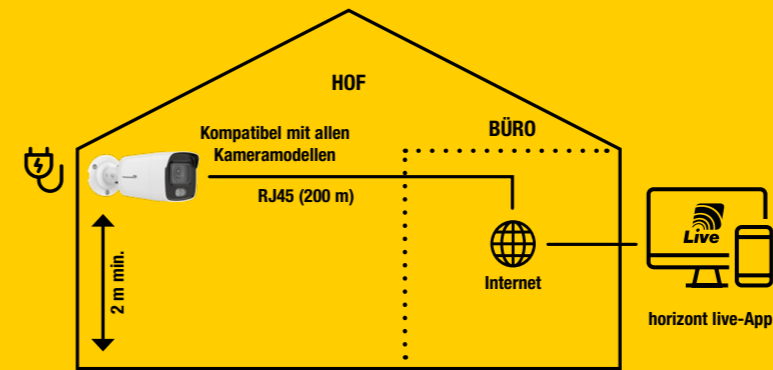 HOF
BÜRO
Kompatibel mit allen
Kameramodellen
RJ45 (200 m)
2 m min.
Internet
Live
horizont live-App